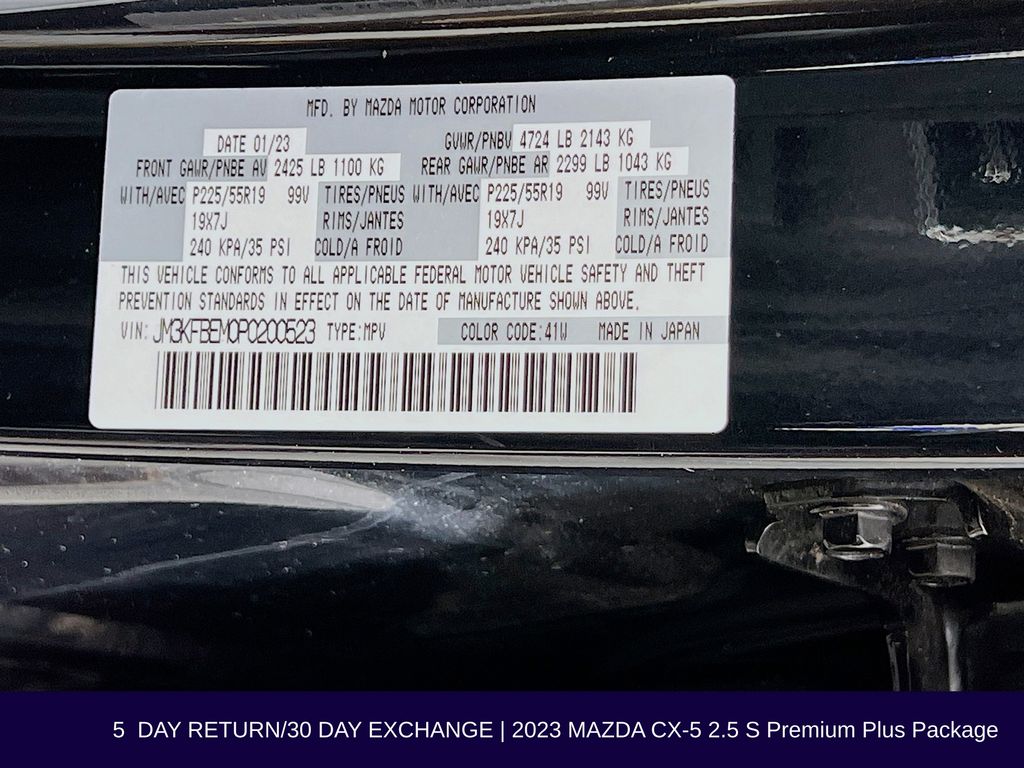 MFD. BY MAZDA MOTOR CORPORATION
DATE 01/23 GVWR/PNBV 4724 LB 2143 KG
FRONT GAWR/PNBE AV 2425 LB 1100 KG REAR GAWR/PNBE AR 2299 LB 1043 KG
WITH/AVEC P225/55R19 99V TIRES/PNEUS WITH/AVEC P225/55R19 99V TIRES/PNEUS
19X7J RIMS/JANTES 19X7J RIMS/JANTES
240 KPA/35 PSI COLD/A FROID 240 KPA/35 PSI COLD/A FROID
THIS VEHICLE CONFORMS TO ALL APPLICABLE FEDERAL MOTOR VEHICLE SAFETY AND THEFT
PREVENTION STANDARDS IN EFFECT ON THE DATE OF MANUFACTURE SHOWN ABOVE.
VIN: JM3KFBEM0P0200523 TYPE:MPV COLOR CODE:41W MADE IN JAPAN
5 DAY RETURN/30 DAY EXCHANGE | 2023 MAZDA CX-5 2.5 S Premium Plus Package